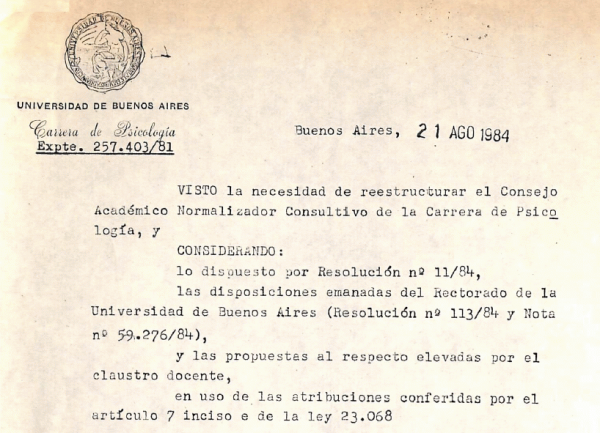 UNIVERSIDAD DE BUENOS AIRES
Carrera de Psicología
Expte. 257.403/81
Buenos Aires, 21 AGO 1984
VISTO la necesidad de reestructurar el Consejo
Académico Normalizador Consultivo de la Carrera de Psico
logía, y
CONSIDERANDO:
lo dispuesto por Resolución nº 11/84,
las disposiciones emanadas del Rectorado de la
Universidad de Buenos Aires (Resolución nº 113/84 y Nota
nº 59.276/84),
y las propuestas al respecto elevadas por el
claustro docente,
en uso de las atribuciones conferidas por el
artículo 7 inciso e de la ley 23.068